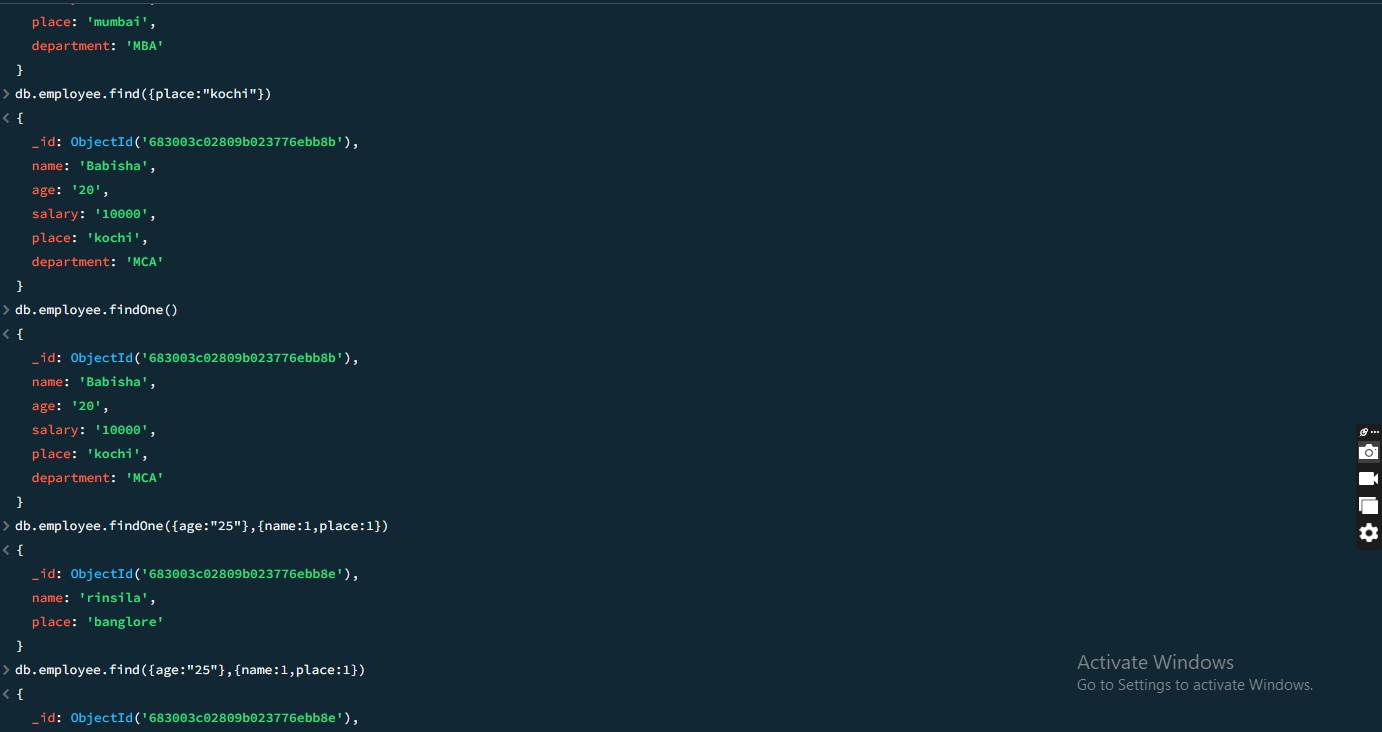 place: 'mumbai',
department: 'MBA'
}
> db.employee.find({place:"kochi"})
< {
_id: ObjectId('683003c02809b023776ebb8b'),
name: 'Babisha',
age: '20',
salary: '10000',
place: 'kochi',
department: 'MCA'
}
> db.employee.findOne()
< {
_id: ObjectId('683003c02809b023776ebb8b'),
name: 'Babisha',
age: '20',
salary: '10000',
place: 'kochi',
department: 'MCA'
}
> db.employee.findOne({age:"25"},{name:1,place:1})
< {
_id: ObjectId('683003c02809b023776ebb8e'),
name: 'rinsila',
place: 'banglore'
}
> db.employee.find({age:"25"},{name:1,place:1})
< {
_id: ObjectId('683003c02809b023776ebb8e'),
Activate Windows
Go to Settings to activate Windows.